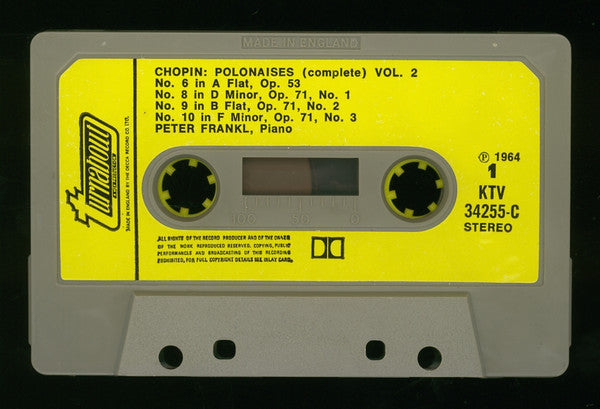 MADE IN ENGLAND
CHOPIN: POLONAISES (complete) VOL. 2
No. 6 in A Flat, Op. 53
No. 8 in D Minor, Op. 71, No. 1
No. 9 in B Flat, Op. 71, No. 2
No. 10 in F Minor, Op. 71, No. 3
PETER FRANKL, Piano
Turnabout
MADE IN ENGLAND BY THE DECCA RECORD CO. LTD.
℗ 1964
1
KTV
34255-C
STEREO
100 50 0
ALL RIGHTS OF THE RECORD PRODUCER AND OF THE OWNER
OF THE WORK REPRODUCED RESERVED, COPYING, PUBLIC
PERFORMANCE AND BROADCASTING OF THIS RECORDING
PROHIBITED, FOR FULL COPYRIGHT DETAILS SEE INLAY CARD.